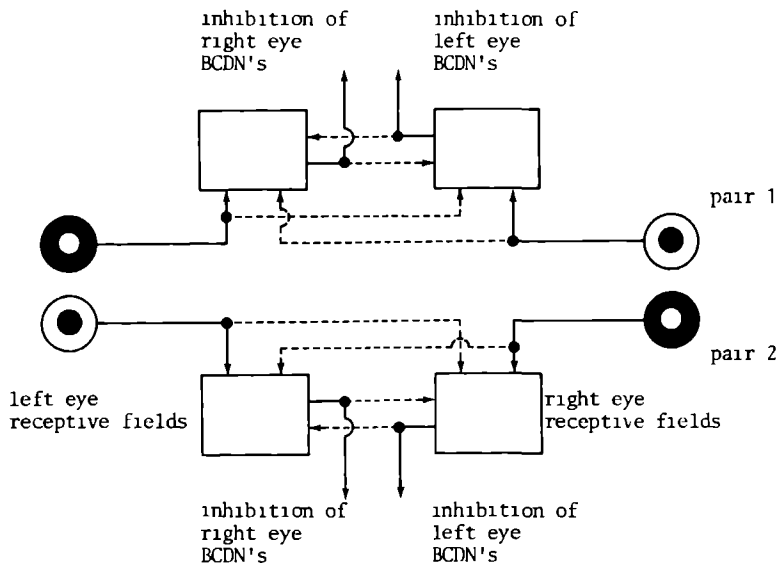 inhibition of
right eye
BCDN's
inhibition of
left eye
BCDN's
pair 1
pair 2
left eye
receptive fields
right eye
receptive fields
inhibition of
right eye
BCDN's
inhibition of
left eye
BCDN's